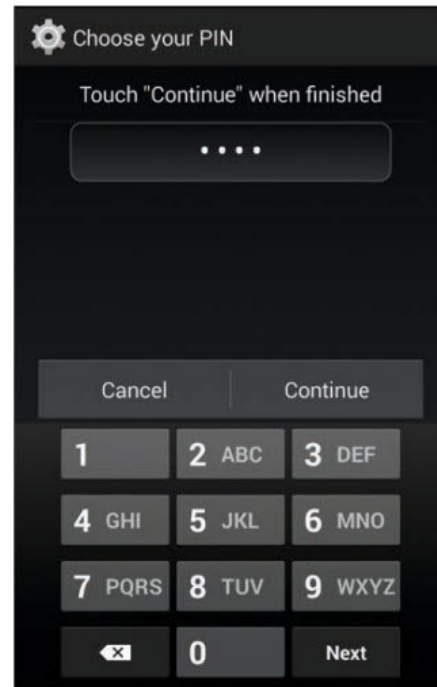 Choose your PIN
Touch "Continue" when finished
••••
Cancel Continue
1 2 ABC 3 DEF
4 GHI 5 JKL 6 MNO
7 PQRS 8 TUV 9 WXYZ
0 Next